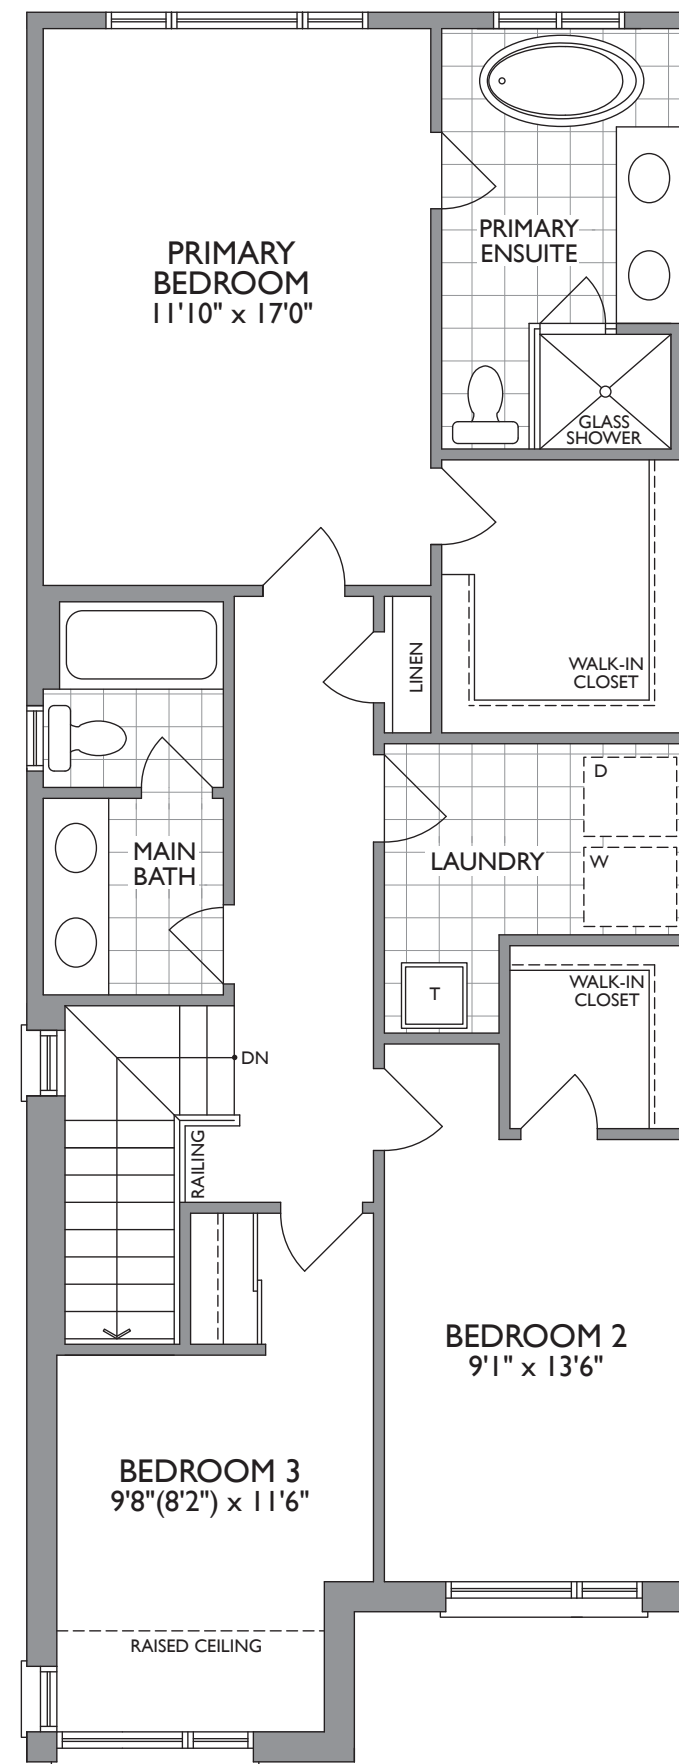 PRIMARY
BEDROOM
11'10" x 17'0"
PRIMARY
ENSUITE
GLASS
SHOWER
LINEN
WALK-IN
CLOSET
D
W
MAIN
BATH
LAUNDRY
T
WALK-IN
CLOSET
DN
RAILING
BEDROOM 2
9'1" x 13'6"
BEDROOM 3
9'8"(8'2") x 11'6"
RAISED CEILING